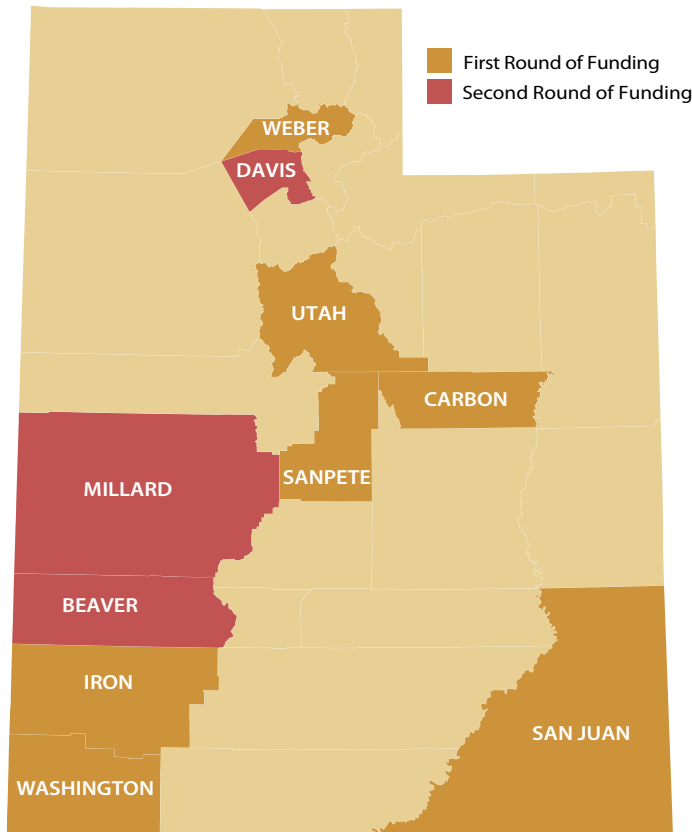 First Round of Funding
Second Round of Funding
WEBER
DAVIS
UTAH
CARBON
SANPETE
MILLARD
BEAVER
IRON
SAN JUAN
WASHINGTON